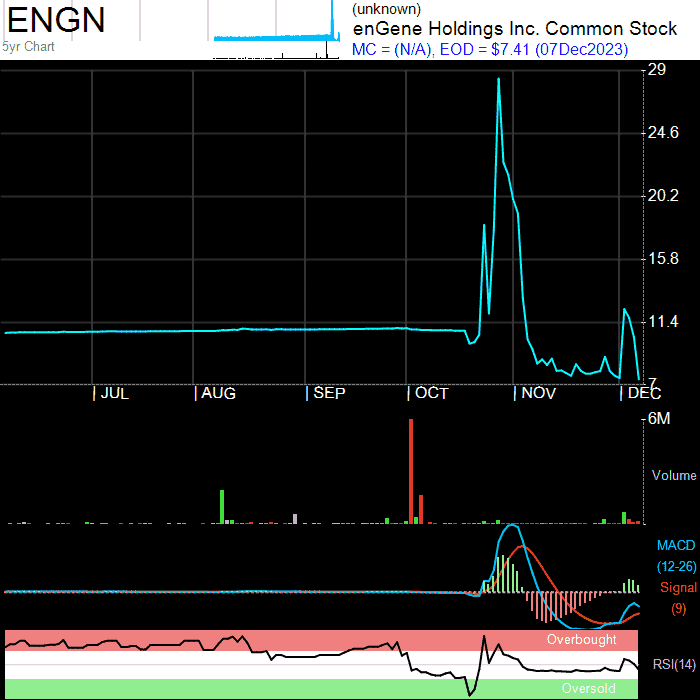 ENGN
5yr Chart
(unknown)
enGene Holdings Inc. Common Stock
MC = (N/A), EOD = $7.41 (07Dec2023)
29
24.6
20.2
15.8
11.4
7
JUL
AUG
SEP
OCT
NOV
DEC
6M
Volume
MACD
(12-26)
Signal
(9)
Overbought
RSI(14)
Oversold